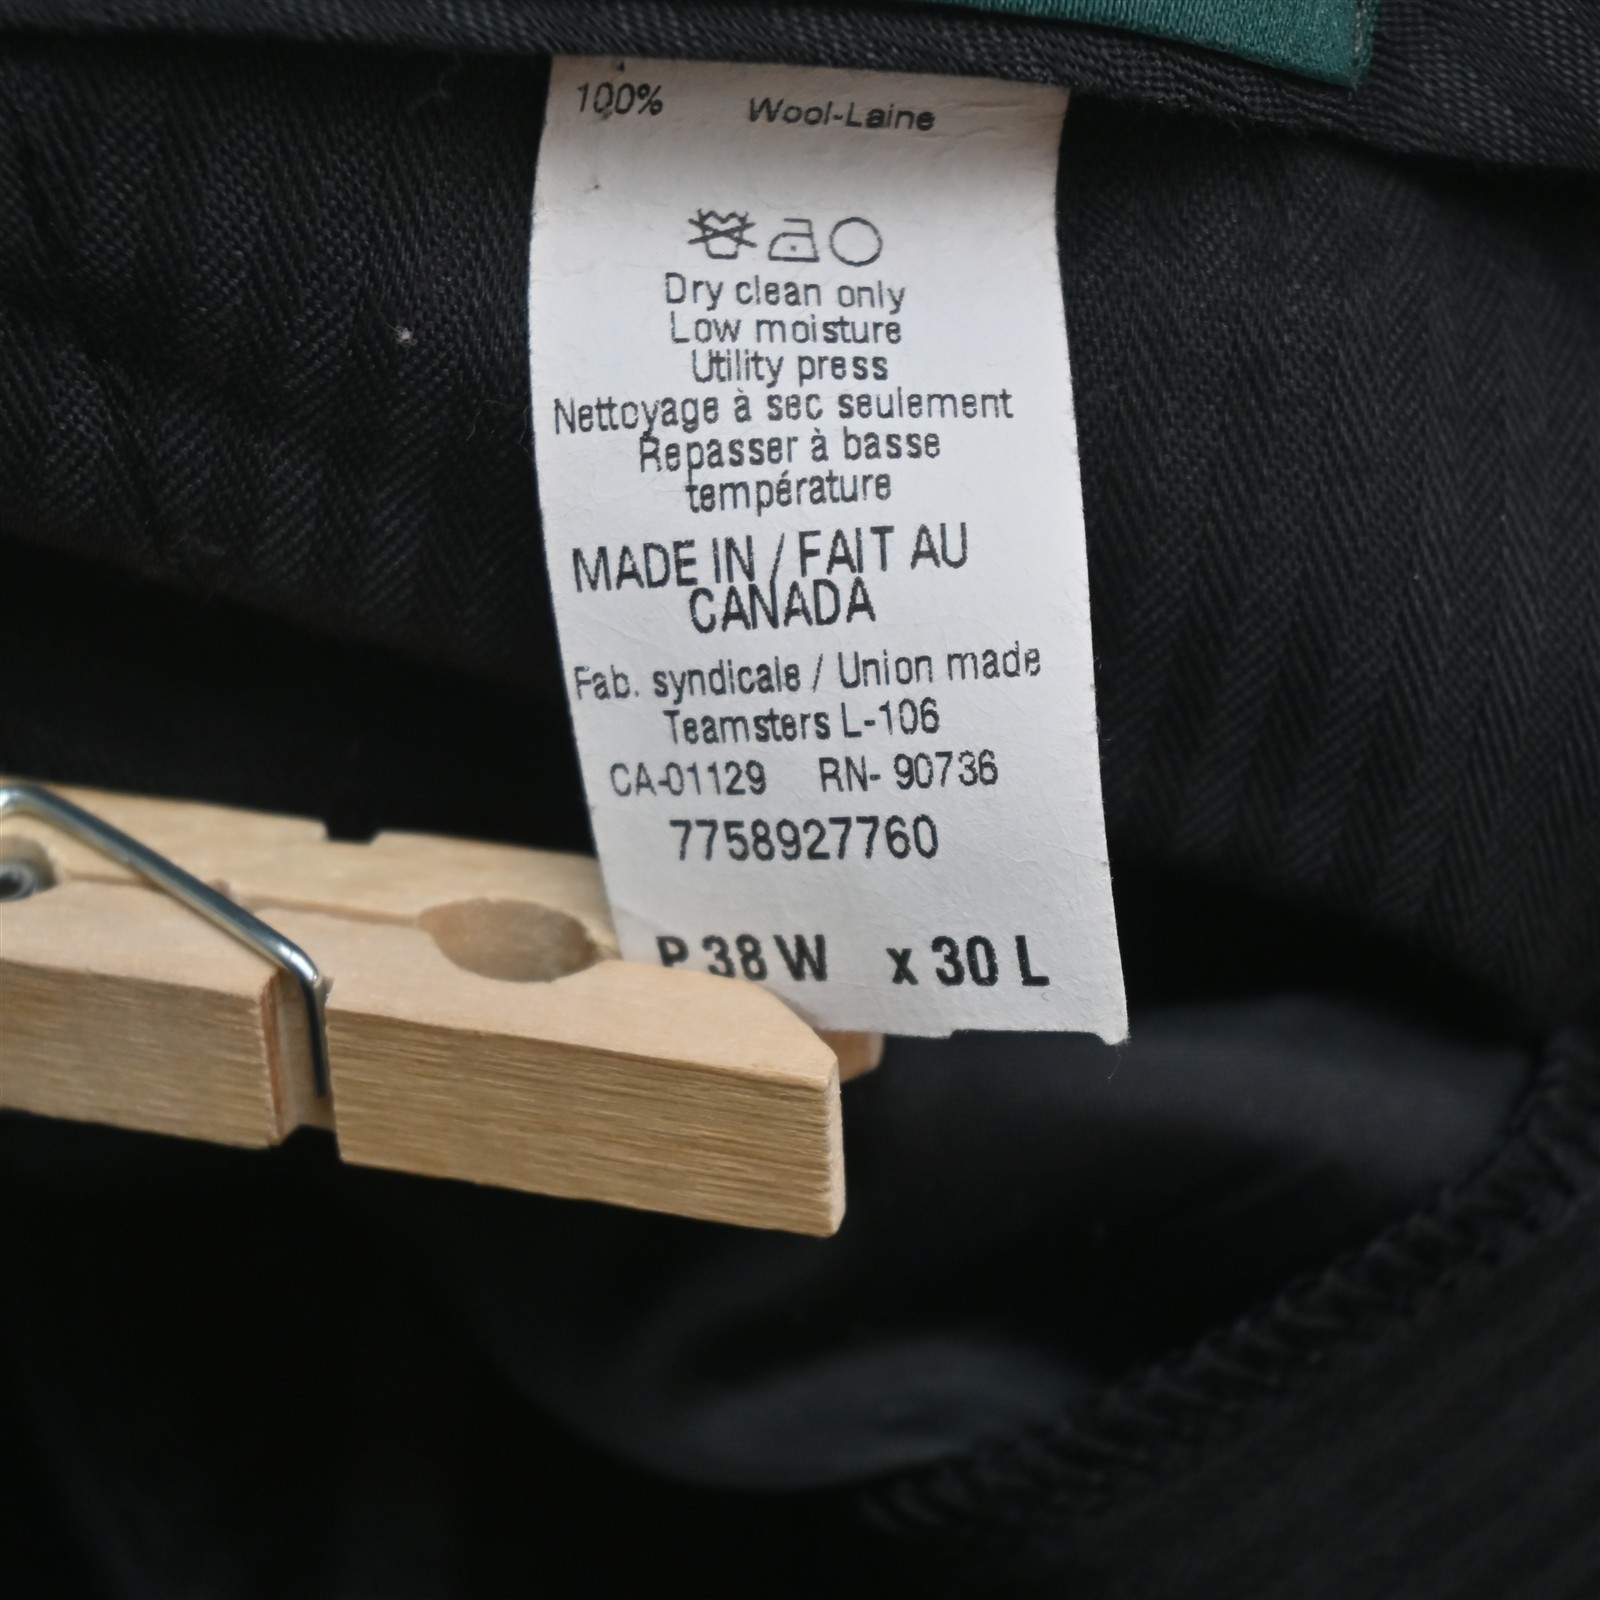 100% Wool-Laine
Dry clean only
Low moisture
Utility press
Nettoyage à sec seulement
Repasser à basse
température
MADE IN / FAIT AU
CANADA
Fab. syndicale / Union made
Teamsters L-106
CA-01129 RN- 90736
7758927760
P 38 W x 30 L